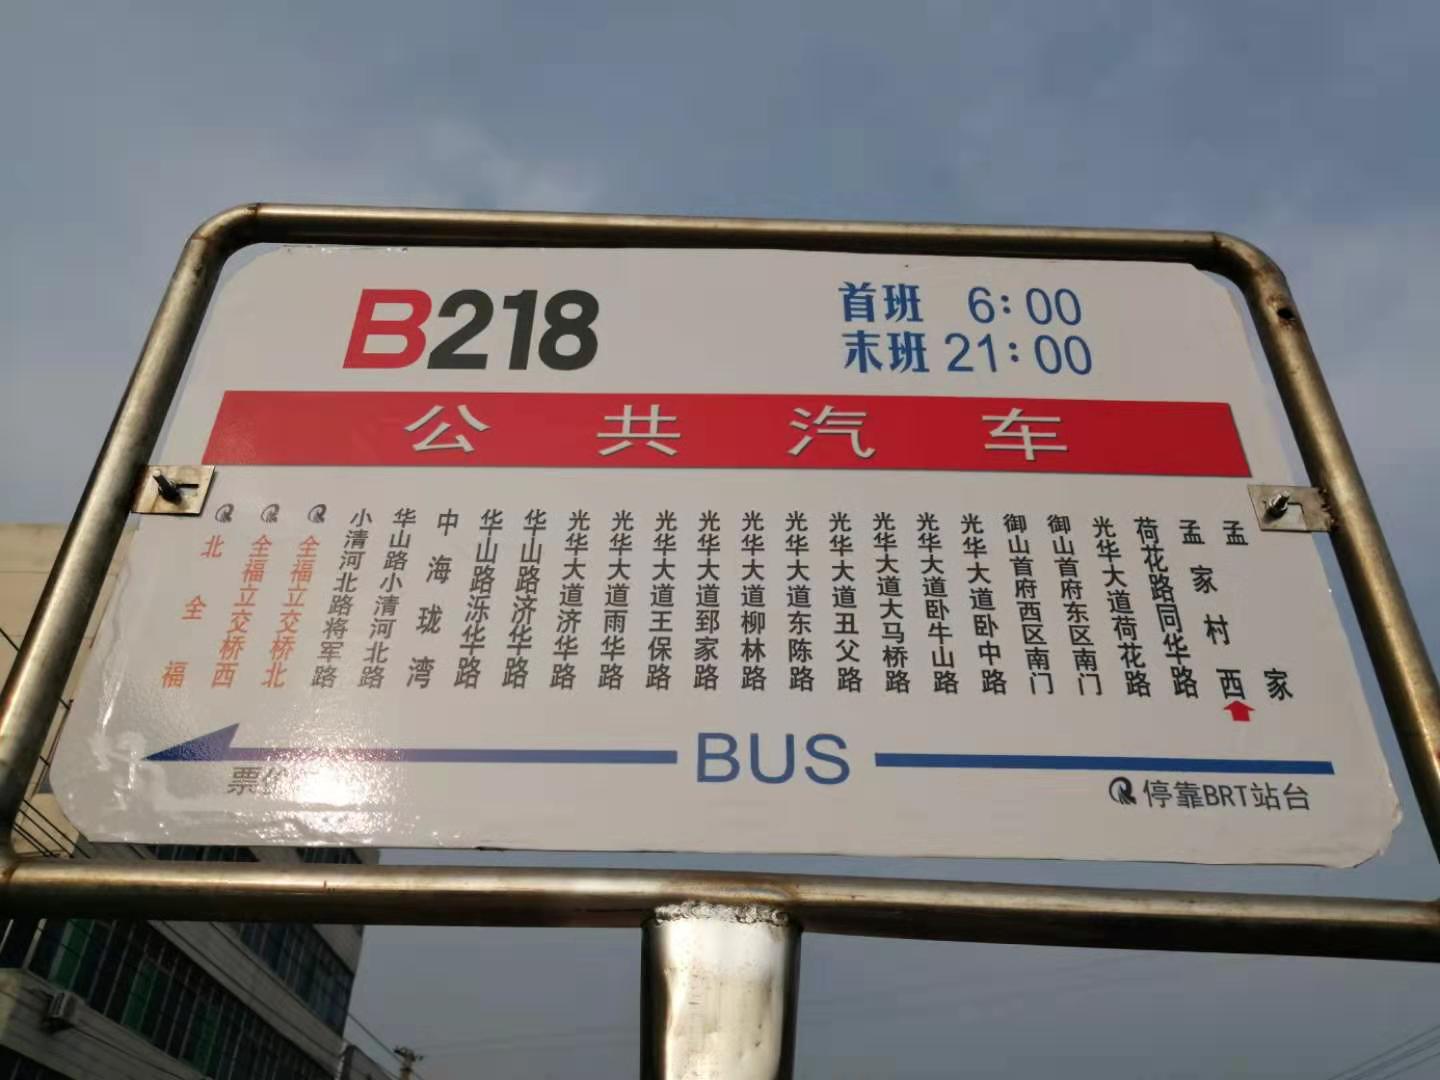 B218
首班 6:00
末班 21:00
公共汽车
北全福
全福立交桥西
全福立交桥北
小清河北路将军路
华山路小清河北路
中海珑湾
华山路泺华路
华山路济华路
光华大道济华路
光华大道雨华路
光华大道王保路
光华大道郅家路
光华大道柳林路
光华大道东陈路
光华大道丑父路
光华大道大马桥路
光华大道卧牛山路
光华大道卧中路
御山首府西区南门
御山首府东区南门
光华大道荷花路
荷花路同华路
孟家村西
孟家
BUS
票价
停靠BRT站台